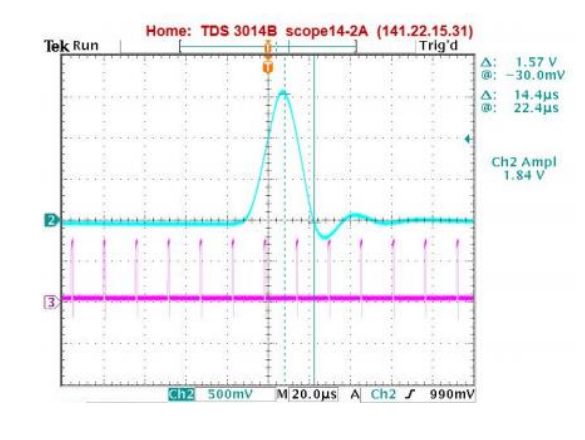 Home: TDS 3014B scope14-2A (141.22.15.31)
Tek Run
Trig'd
T
T
Δ: 1.57 V
@: −30.0mV
Δ: 14.4µs
@: 22.4µs
Ch2 Ampl
1.84 V
2
3
Ch2 500mV M 20.0µs A Ch2 ƒ 990mV